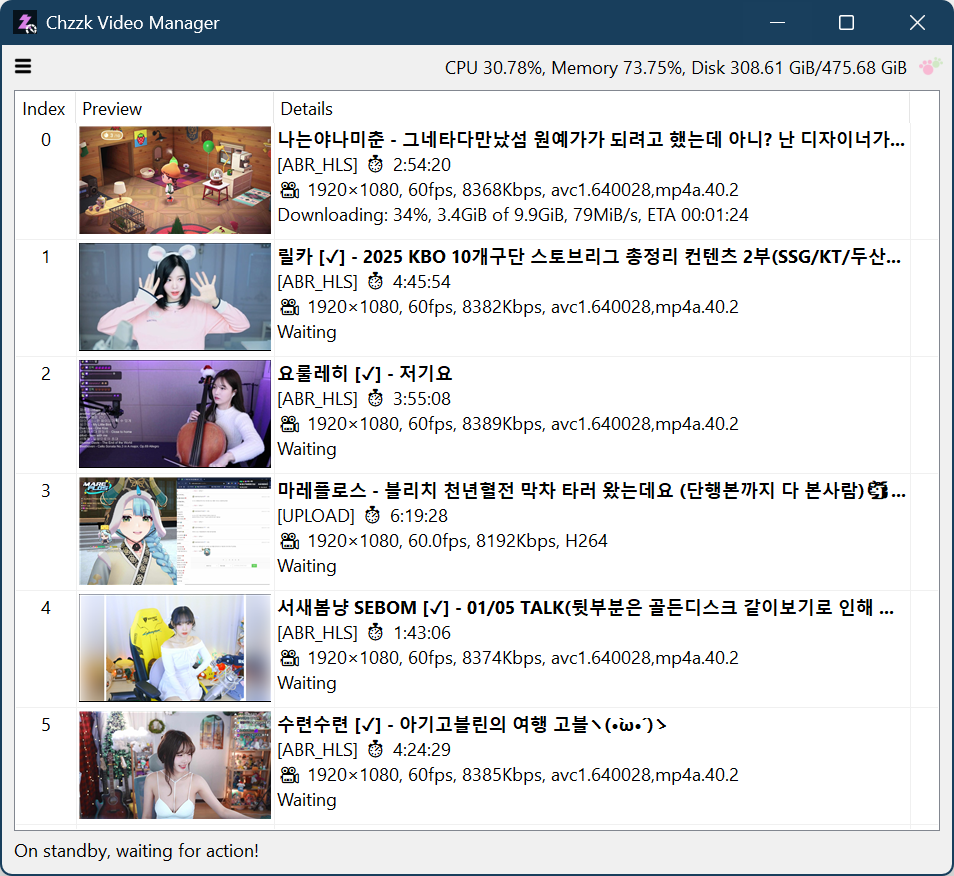 Chzzk Video Manager
CPU 30.78%, Memory 73.75%, Disk 308.61 GiB/475.68 GiB
Index Preview Details
0
나는야나미춘 - 그네타다만났섬 원예가가 되려고 했는데 아니? 난 디자이너가...
[ABR_HLS] ⏱ 2:54:20
1920×1080, 60fps, 8368Kbps, avc1.640028,mp4a.40.2
Downloading: 34%, 3.4GiB of 9.9GiB, 79MiB/s, ETA 00:01:24
1
릴카 [✓] - 2025 KBO 10개구단 스토브리그 총정리 컨텐츠 2부(SSG/KT/두산...
[ABR_HLS] ⏱ 4:45:54
1920×1080, 60fps, 8382Kbps, avc1.640028,mp4a.40.2
Waiting
2
요룰레히 [✓] - 저기요
[ABR_HLS] ⏱ 3:55:08
1920×1080, 60fps, 8389Kbps, avc1.640028,mp4a.40.2
Waiting
3
마레플로스 - 블리치 천년혈전 막차 타러 왔는데요 (단행본까지 다 본사람)...
[UPLOAD] ⏱ 6:19:28
1920×1080, 60.0fps, 8192Kbps, H264
Waiting
4
서새봄냥 SEBOM [✓] - 01/05 TALK(뒷부분은 골든디스크 같이보기로 인해 ...
[ABR_HLS] ⏱ 1:43:06
1920×1080, 60fps, 8374Kbps, avc1.640028,mp4a.40.2
Waiting
5
수련수련 [✓] - 아기고블린의 여행 고블ヽ(•̀ω•́ )ゝ
[ABR_HLS] ⏱ 4:24:29
1920×1080, 60fps, 8385Kbps, avc1.640028,mp4a.40.2
Waiting
On standby, waiting for action!